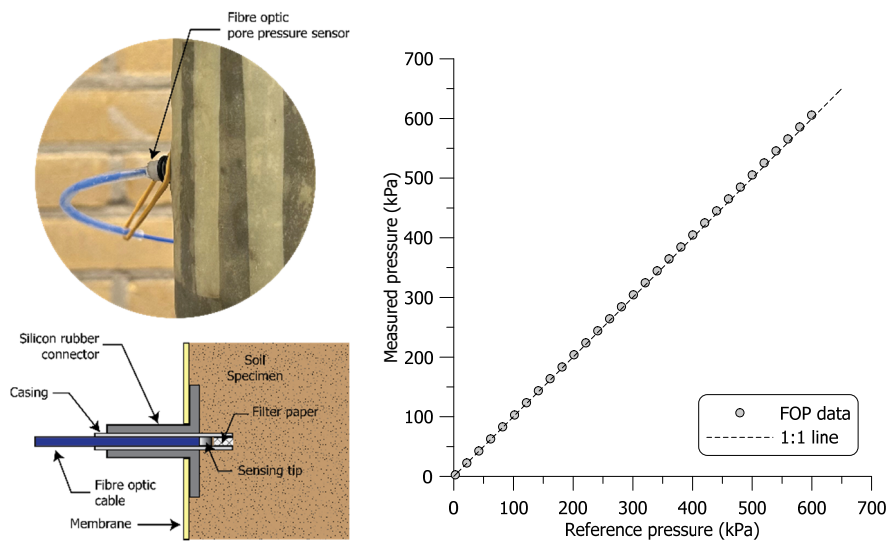 Fibre optic
pore pressure sensor
Silicon rubber
connector
Casing
Soil
Specimen
Filter paper
Sensing tip
Fibre optic
cable
Membrane
700
600
500
400
300
200
100
0
Measured pressure (kPa)
FOP data
1:1 line
0 100 200 300 400 500 600 700
Reference pressure (kPa)